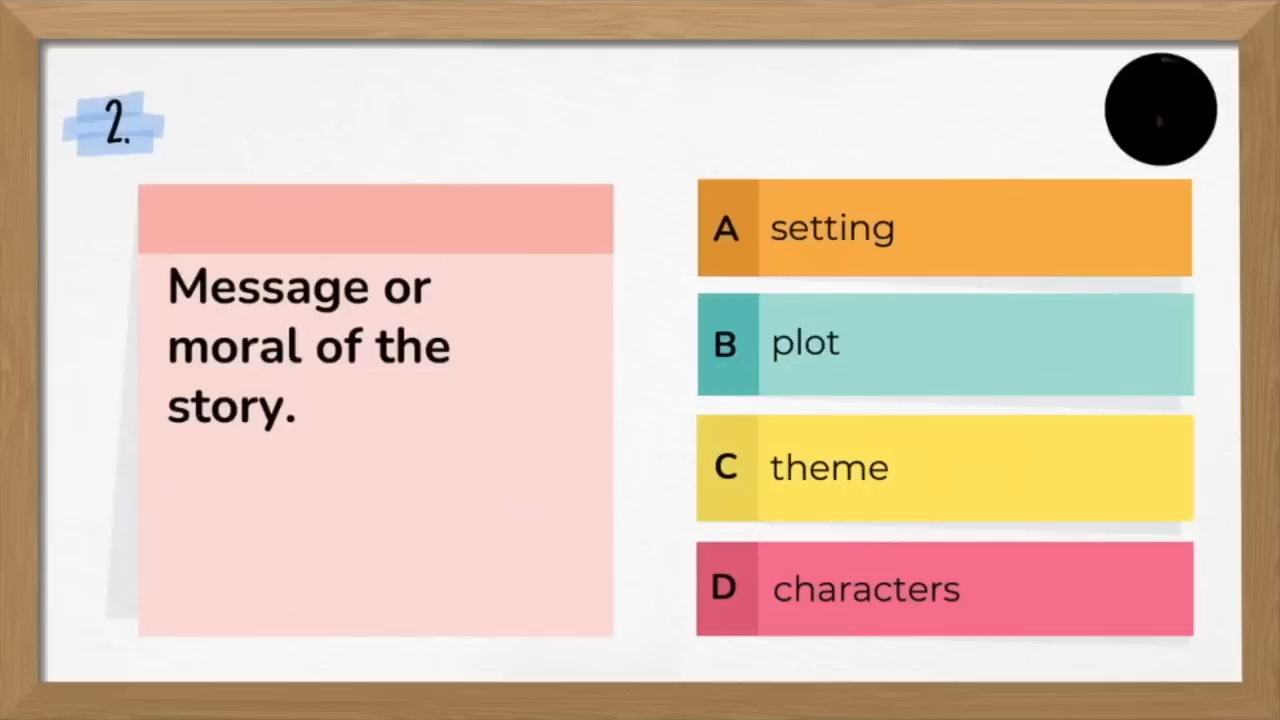 2.
Message or
moral of the
story.
A setting
B plot
C theme
D characters